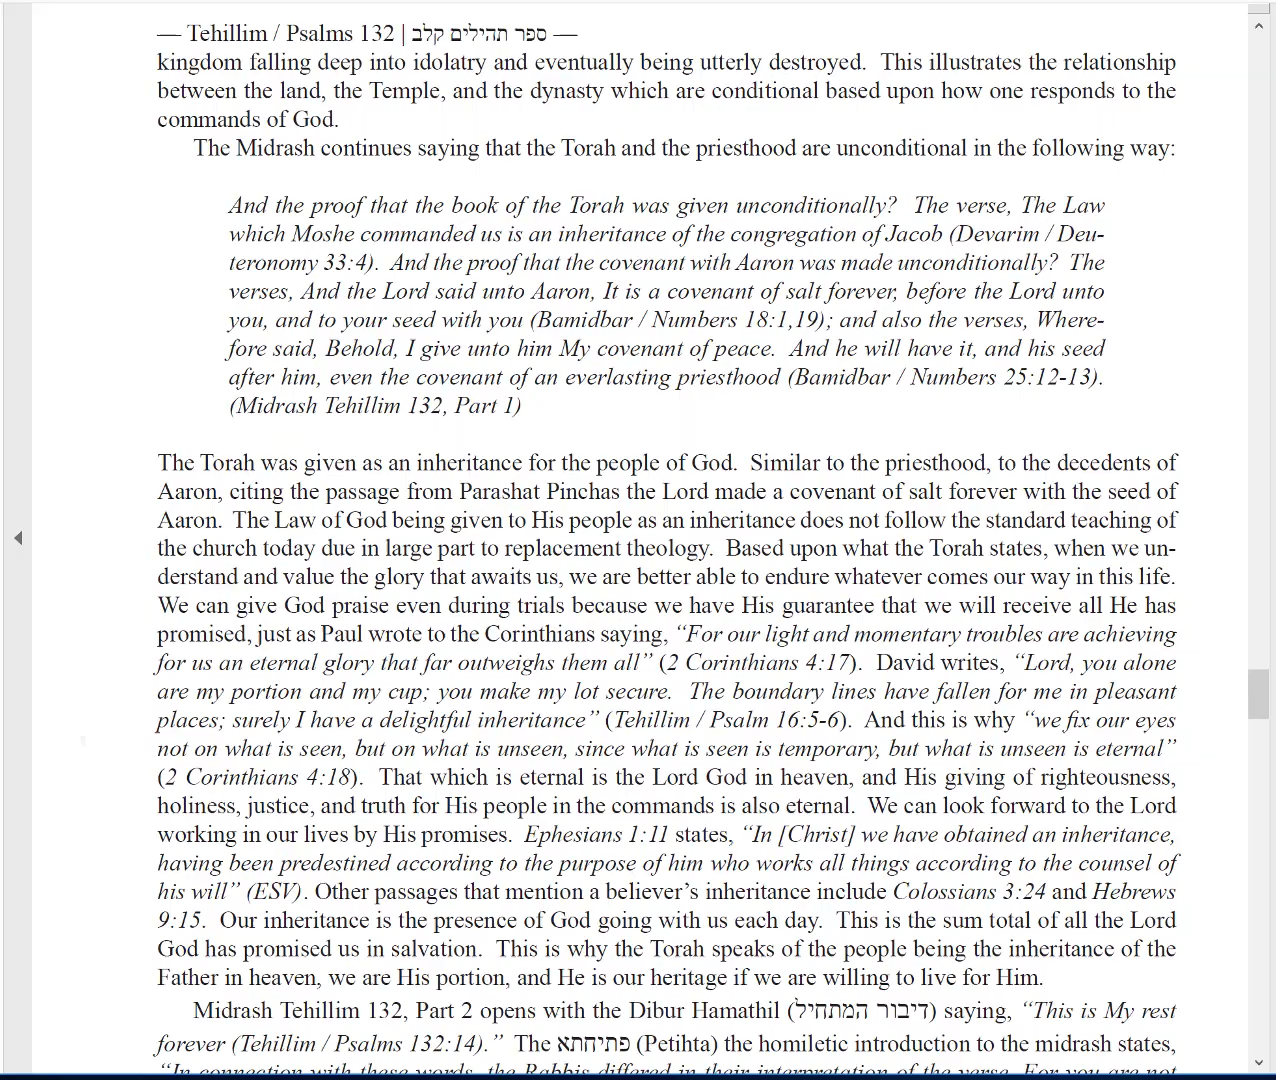 — Tehillim / Psalms 132 | ספר תהילים קלב —
kingdom falling deep into idolatry and eventually being utterly destroyed.  This illustrates the relationship
between the land, the Temple, and the dynasty which are conditional based upon how one responds to the
commands of God.
The Midrash continues saying that the Torah and the priesthood are unconditional in the following way:
And the proof that the book of the Torah was given unconditionally?  The verse, The Law
which Moshe commanded us is an inheritance of the congregation of Jacob (Devarim / Deu-
teronomy 33:4).  And the proof that the covenant with Aaron was made unconditionally?  The
verses, And the Lord said unto Aaron, It is a covenant of salt forever, before the Lord unto
you, and to your seed with you (Bamidbar / Numbers 18:1,19); and also the verses, Where-
fore said, Behold, I give unto him My covenant of peace.  And he will have it, and his seed
after him, even the covenant of an everlasting priesthood (Bamidbar / Numbers 25:12-13).
(Midrash Tehillim 132, Part 1)
The Torah was given as an inheritance for the people of God.  Similar to the priesthood, to the decedents of
Aaron, citing the passage from Parashat Pinchas the Lord made a covenant of salt forever with the seed of
Aaron.  The Law of God being given to His people as an inheritance does not follow the standard teaching of
the church today due in large part to replacement theology.  Based upon what the Torah states, when we un-
derstand and value the glory that awaits us, we are better able to endure whatever comes our way in this life.
We can give God praise even during trials because we have His guarantee that we will receive all He has
promised, just as Paul wrote to the Corinthians saying, “For our light and momentary troubles are achieving
for us an eternal glory that far outweighs them all” (2 Corinthians 4:17).  David writes, “Lord, you alone
are my portion and my cup; you make my lot secure.  The boundary lines have fallen for me in pleasant
places; surely I have a delightful inheritance” (Tehillim / Psalm 16:5-6).  And this is why “we fix our eyes
not on what is seen, but on what is unseen, since what is seen is temporary, but what is unseen is eternal”
(2 Corinthians 4:18).  That which is eternal is the Lord God in heaven, and His giving of righteousness,
holiness, justice, and truth for His people in the commands is also eternal.  We can look forward to the Lord
working in our lives by His promises.  Ephesians 1:11 states, “In [Christ] we have obtained an inheritance,
having been predestined according to the purpose of him who works all things according to the counsel of
his will” (ESV). Other passages that mention a believer’s inheritance include Colossians 3:24 and Hebrews
9:15.  Our inheritance is the presence of God going with us each day.  This is the sum total of all the Lord
God has promised us in salvation.  This is why the Torah speaks of the people being the inheritance of the
Father in heaven, we are His portion, and He is our heritage if we are willing to live for Him.
Midrash Tehillim 132, Part 2 opens with the Dibur Hamathil (דיבור המתחיל) saying, “This is My rest
forever (Tehillim / Psalms 132:14).”  The פתיחתא (Petihta) the homiletic introduction to the midrash states,
“In connection with these words, the Rabbis differed in their interpretation of the verse. For you are not